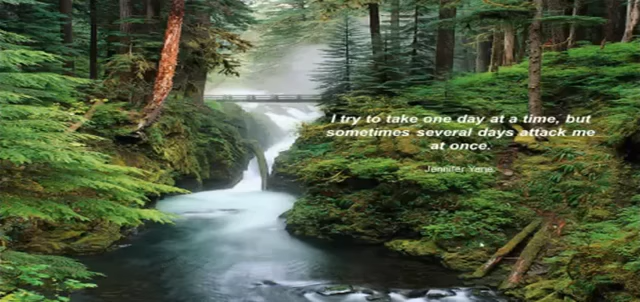 I try to take one day at a time, but
sometimes several days attack me
at once.
Jennifer Yane